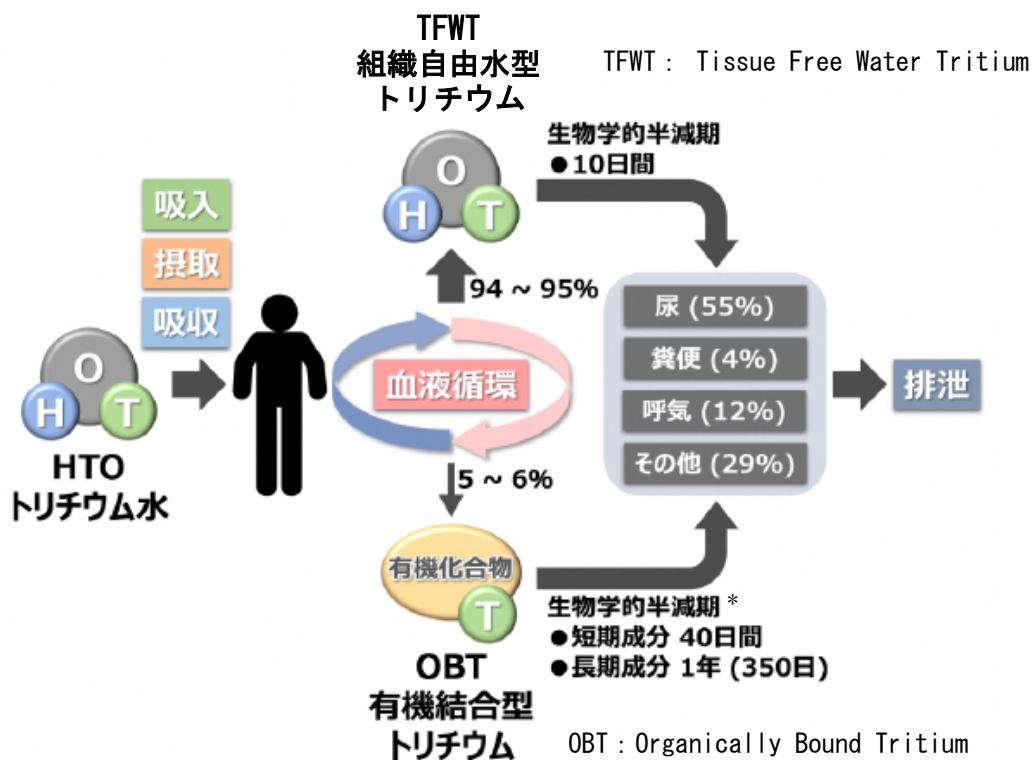 TFWT
組織自由水型
トリチウム
TFWT： Tissue Free Water Tritium
O
H
T
生物学的半減期
●10日間
吸入
摂取
吸収
94 ~ 95%
O
H
T
HTO
トリチウム水
血液循環
尿 (55%)
糞便 (4%)
呼気 (12%)
その他 (29%)
排泄
5 ~ 6%
有機化合物
T
生物学的半減期*
●短期成分 40日間
●長期成分 1年 (350日)
OBT
有機結合型
トリチウム
OBT：Organically Bound Tritium